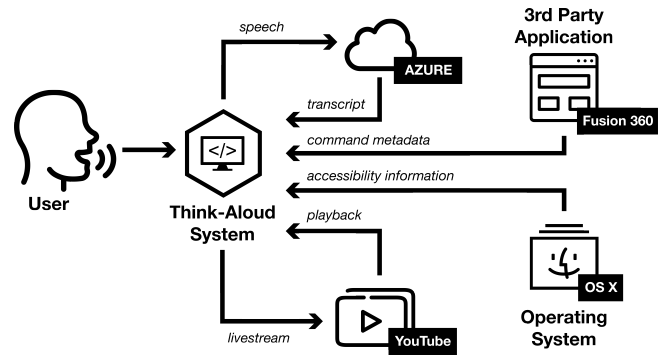 speech
AZURE
3rd Party
Application
Fusion 360
transcript
command metadata
</>
accessibility information
User
Think-Aloud
System
playback
OS X
Operating
System
livestream
YouTube